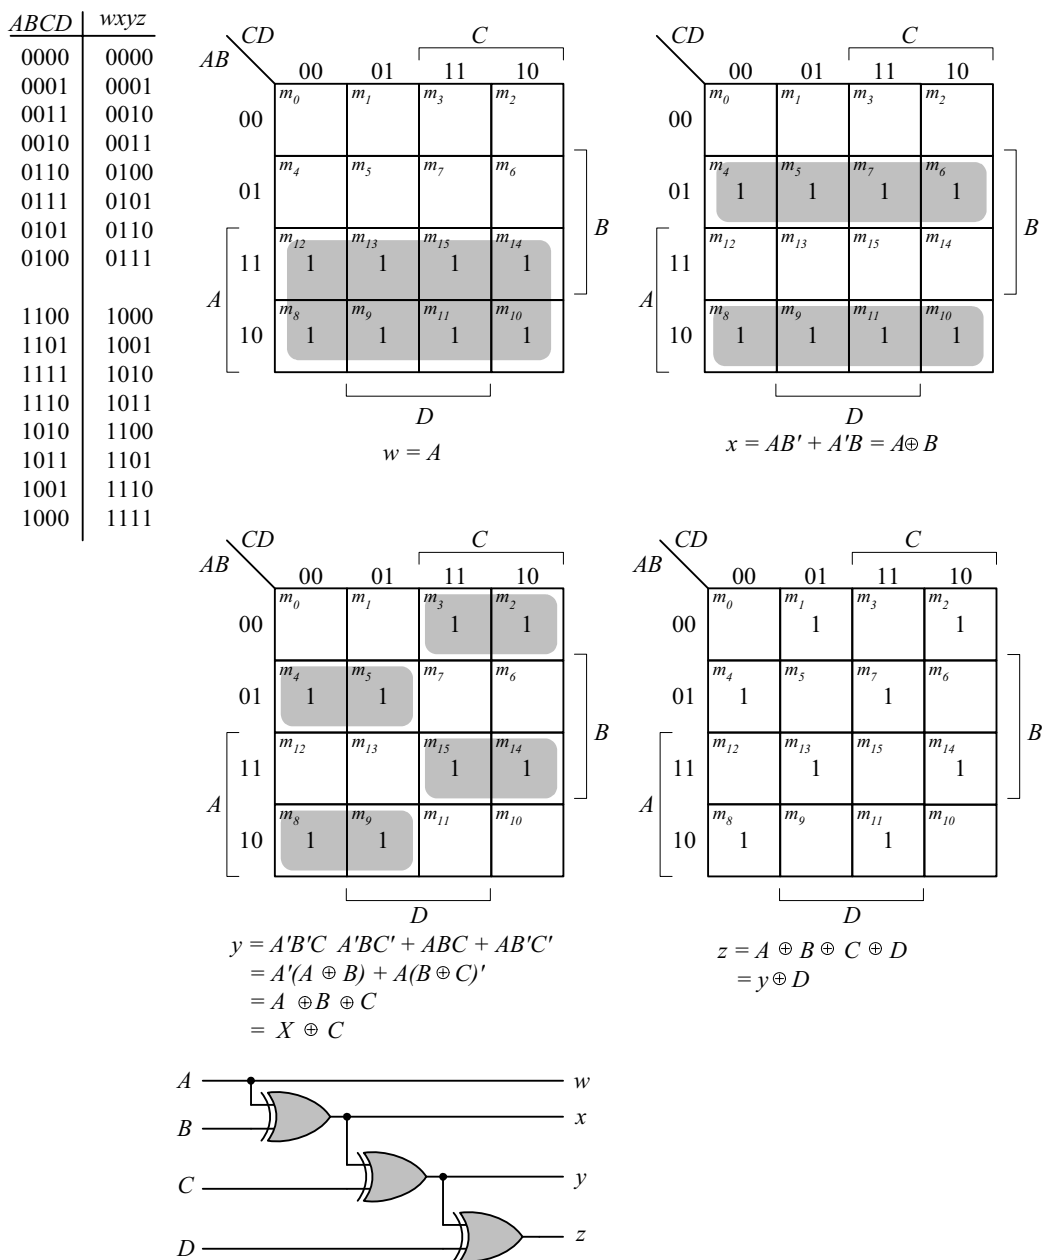 ABCD wxyz
0000 0000
0001 0001
0011 0010
0010 0011
0110 0100
0111 0101
0101 0110
0100 0111
1100 1000
1101 1001
1111 1010
1110 1011
1010 1100
1011 1101
1001 1110
1000 1111
CD C
AB
00 01 11 10
m0 m1 m3 m2
00
m4 m5 m7 m6
01
B
m12 m13 m15 m14
11 1 1 1 1
A
m8 m9 m11 m10
10 1 1 1 1
D
w = A
CD C
AB
00 01 11 10
m0 m1 m3 m2
00
m4 m5 m7 m6
01 1 1 1 1
B
m12 m13 m15 m14
11
A
m8 m9 m11 m10
10 1 1 1 1
D
x = AB' + A'B = A⊕ B
CD C
AB
00 01 11 10
m0 m1 m3 m2
00 1 1
m4 m5 m7 m6
01 1 1
B
m12 m13 m15 m14
11 1 1
A
m8 m9 m11 m10
10 1 1
D
y = A'B'C A'BC' + ABC + AB'C'
= A'(A ⊕ B) + A(B ⊕ C)'
= A ⊕B ⊕ C
= X ⊕ C
CD C
AB
00 01 11 10
m0 m1 m3 m2
00 1 1
m4 m5 m7 m6
01 1 1
B
m12 m13 m15 m14
11 1 1
A
m8 m9 m11 m10
10 1 1
D
z = A ⊕ B ⊕ C ⊕ D
= y ⊕ D
A w
B x
C y
D z